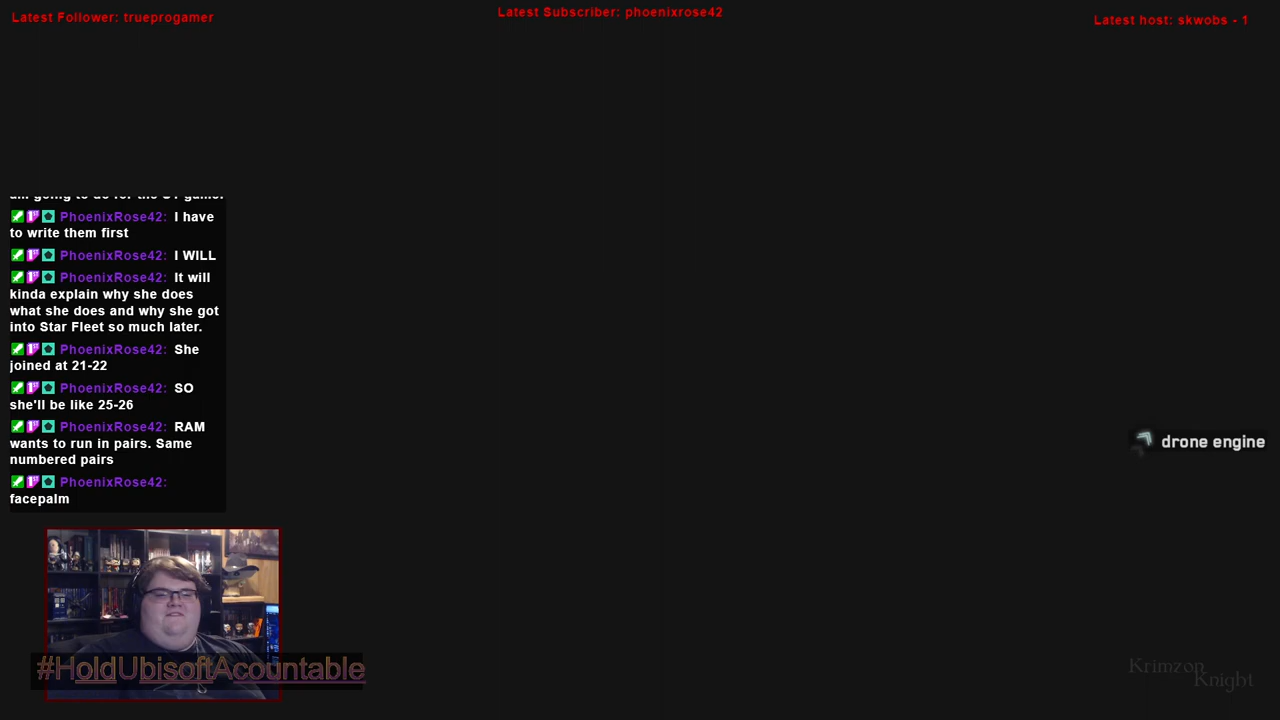 Latest Follower: trueprogamer
Latest Subscriber: phoenixrose42
Latest host: skwobs - 1
PhoenixRose42: I have
to write them first
PhoenixRose42: I WILL
PhoenixRose42: It will
kinda explain why she does
what she does and why she got
into Star Fleet so much later.
PhoenixRose42: She
joined at 21-22
PhoenixRose42: SO
she'll be like 25-26
PhoenixRose42: RAM
wants to run in pairs. Same
numbered pairs
PhoenixRose42:
facepalm
drone engine
#HoldUbisoftAcountable
Krimzon
Knight